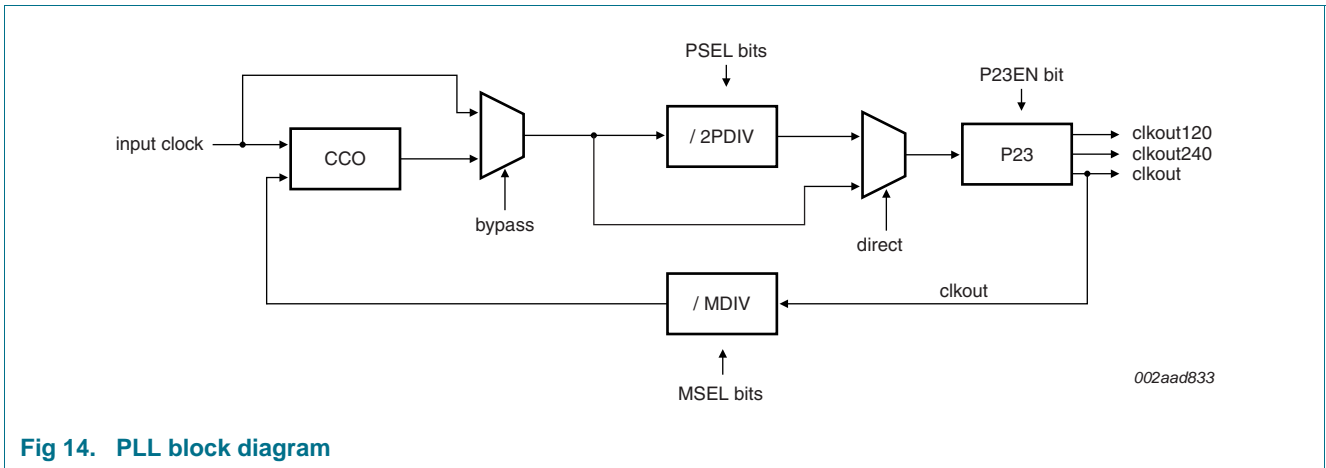 PSEL bits
P23EN bit
input clock
CCO
/ 2PDIV
P23
clkout120
clkout240
clkout
bypass
direct
/ MDIV
clkout
MSEL bits
002aad833
Fig 14. PLL block diagram